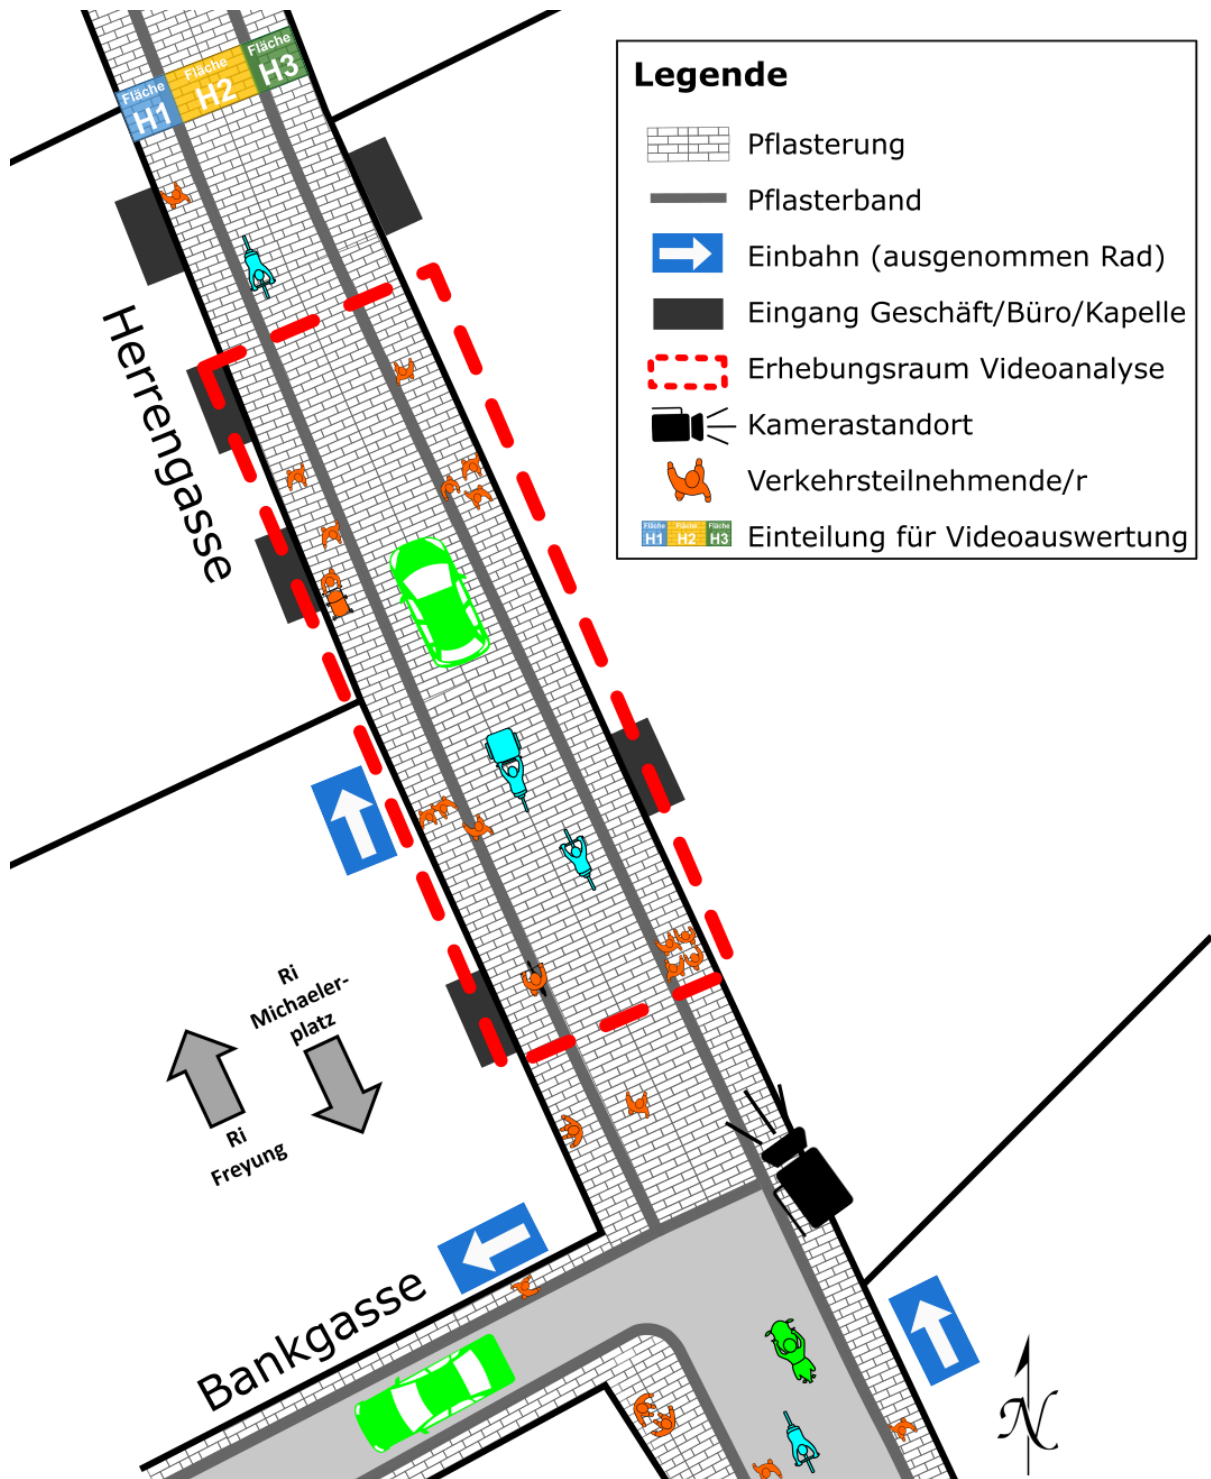 Fläche
H1
Fläche
H2
Fläche
H3
Herrengasse
Legende
Pflasterung
Pflasterband
Einbahn (ausgenommen Rad)
Eingang Geschäft/Büro/Kapelle
Erhebungsraum Videoanalyse
Kamerastandort
Verkehrsteilnehmende/r
Fläche
H1
Fläche
H2
Fläche
H3
Einteilung für Videoauswertung
Ri
Michaeler-
platz
Ri
Freyung
Bankgasse
N